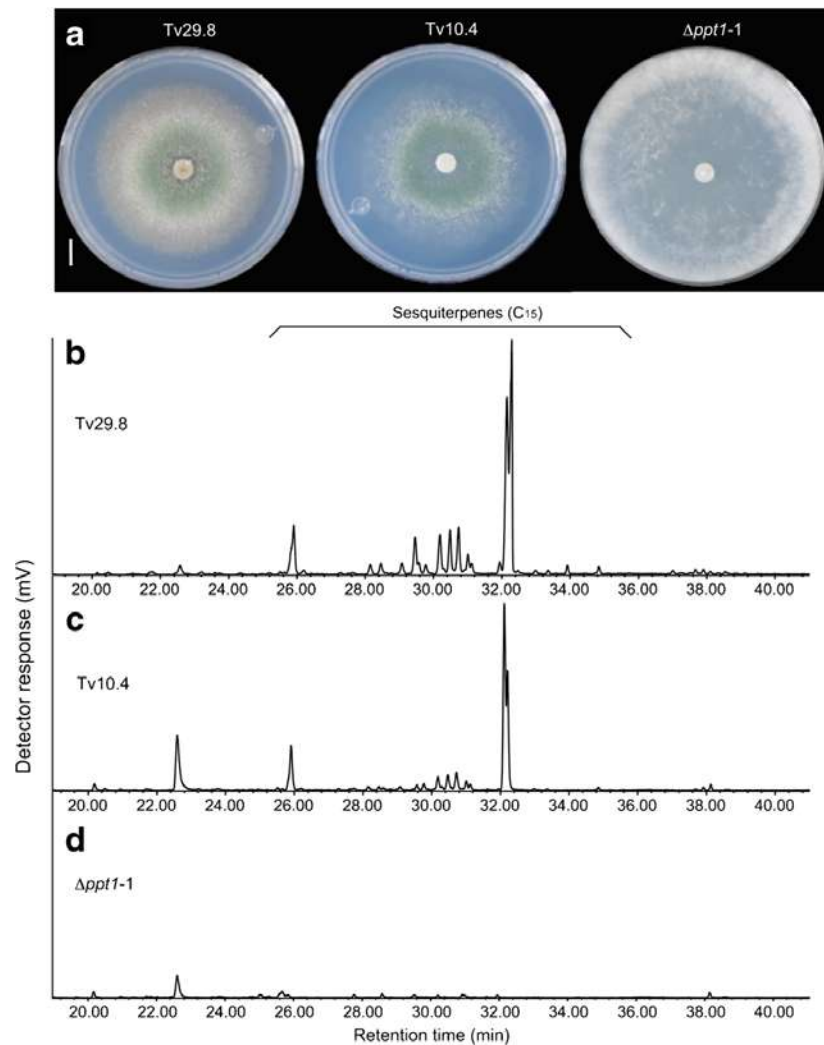 a
Tv29.8 Tv10.4 Δppt1-1
Sesquiterpenes (C15)
b
Tv29.8
20.00 22.00 24.00 26.00 28.00 30.00 32.00 34.00 36.00 38.00 40.00
c
Tv10.4
20.00 22.00 24.00 26.00 28.00 30.00 32.00 34.00 36.00 38.00 40.00
d
Δppt1-1
20.00 22.00 24.00 26.00 28.00 30.00 32.00 34.00 36.00 38.00 40.00
Detector response (mV)
Retention time (min)